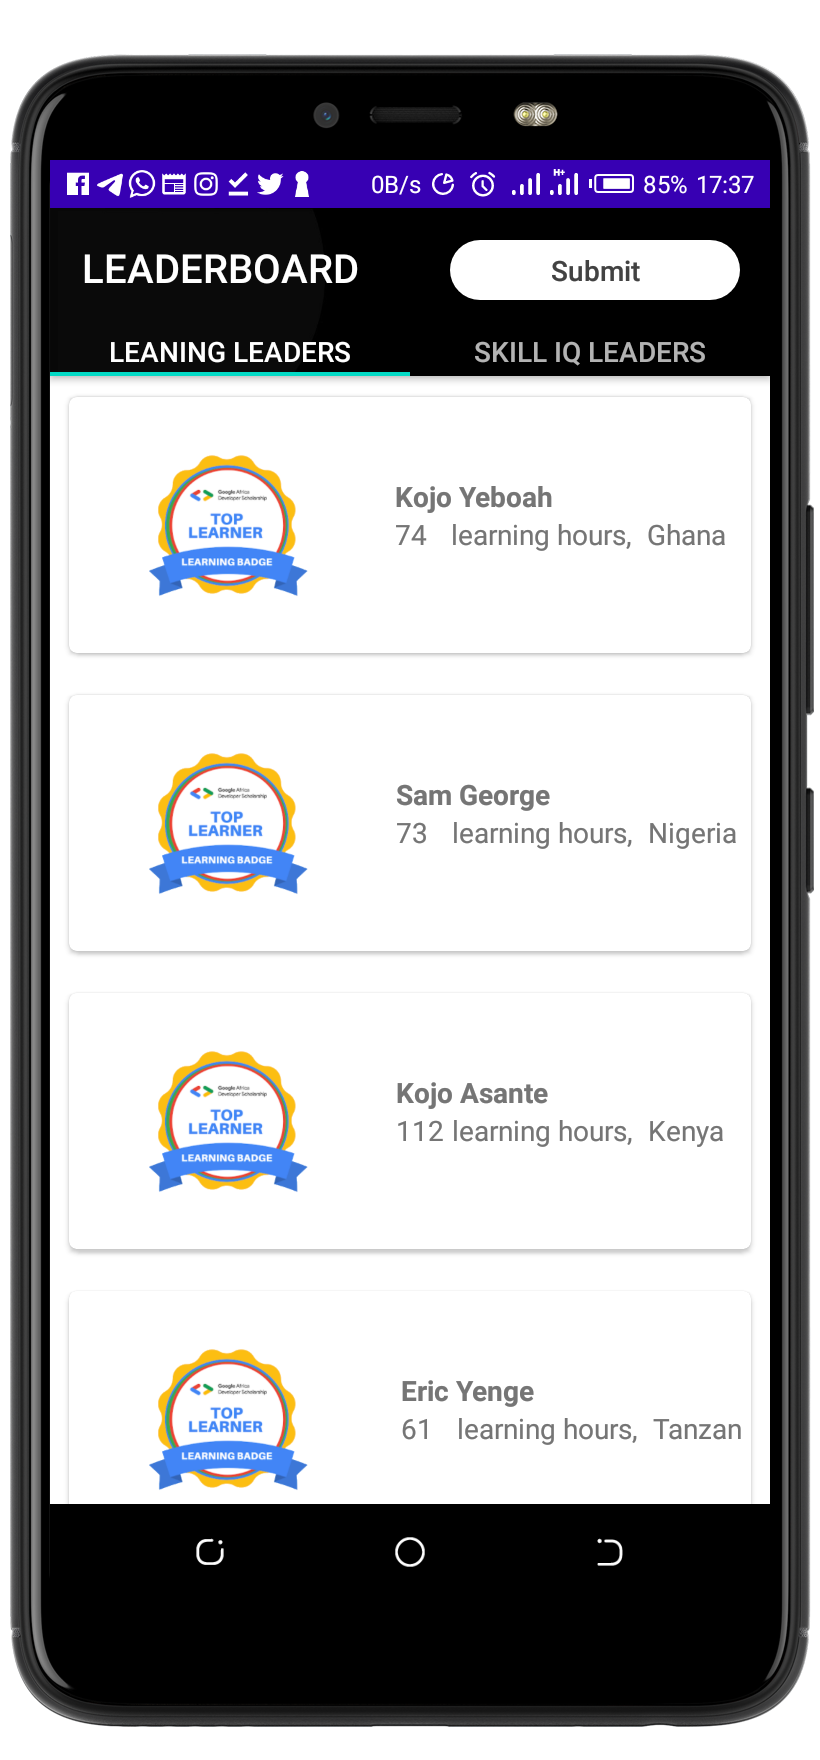 0B/s H+ 85% 17:37
LEADERBOARD
Submit
LEANING LEADERS
SKILL IQ LEADERS
Google Africa
Developer Scholarship
TOP
LEARNER
LEARNING BADGE
Kojo Yeboah
74 learning hours, Ghana
Google Africa
Developer Scholarship
TOP
LEARNER
LEARNING BADGE
Sam George
73 learning hours, Nigeria
Google Africa
Developer Scholarship
TOP
LEARNER
LEARNING BADGE
Kojo Asante
112 learning hours, Kenya
Google Africa
Developer Scholarship
TOP
LEARNER
LEARNING BADGE
Eric Yenge
61 learning hours, Tanzan